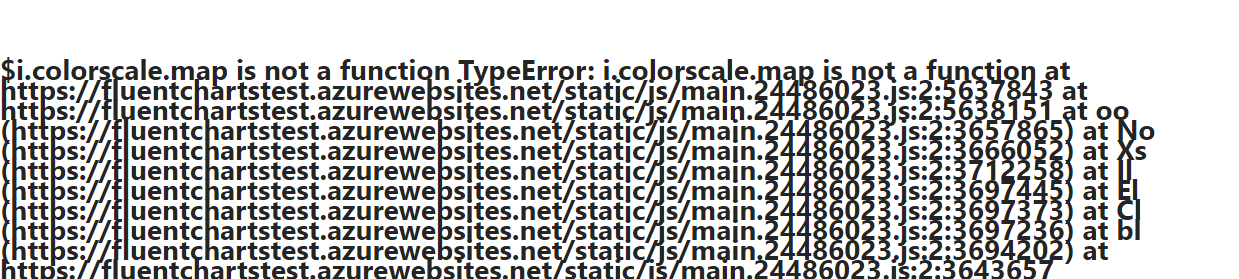 $i.colorscale.map is not a function TypeError: i.colorscale.map is not a function at
https://fluentchartstest.azurewebsites.net/static/js/main.24486023.js:2:5637843 at
https://fluentchartstest.azurewebsites.net/static/js/main.24486023.js:2:5638151 at oo
(https://fluentchartstest.azurewebsites.net/static/js/main.24486023.js:2:3657865) at No
(https://fluentchartstest.azurewebsites.net/static/js/main.24486023.js:2:3666052) at Xs
(https://fluentchartstest.azurewebsites.net/static/js/main.24486023.js:2:3712258) at Il
(https://fluentchartstest.azurewebsites.net/static/js/main.24486023.js:2:3697445) at El
(https://fluentchartstest.azurewebsites.net/static/js/main.24486023.js:2:3697373) at Cl
(https://fluentchartstest.azurewebsites.net/static/js/main.24486023.js:2:3697236) at bl
(https://fluentchartstest.azurewebsites.net/static/js/main.24486023.js:2:3694202) at
https://fluentchartstest.azurewebsites.net/static/js/main.24486023.js:2:3643657